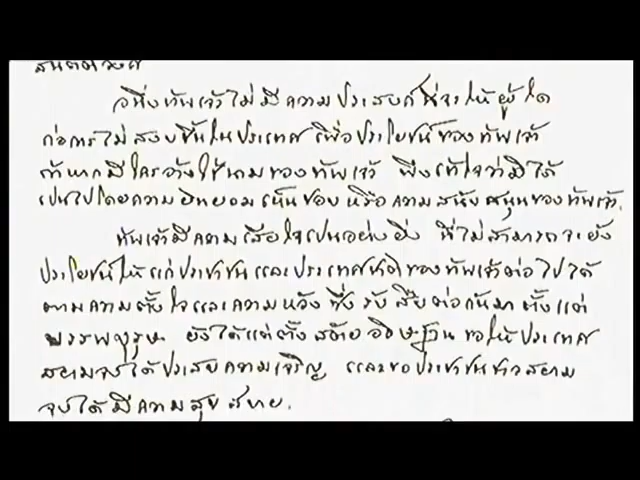 สันตติวงศ์
อนึ่งข้าพเจ้าไม่มีความประสงค์ที่จะให้ผู้ใด
ก่อการไม่สงบขึ้นในประเทศ เพื่อประโยชน์ของข้าพเจ้า
ถ้าหากมีใครอ้างใช้นามของข้าพเจ้า พึงเข้าใจว่ามิได้
เป็นไปโดยความยินยอมเห็นชอบ หรือความสนับสนุนของข้าพเจ้า.
ข้าพเจ้ามีความเสียใจเป็นอย่างยิ่ง ที่ไม่สามารถจะยัง
ประโยชน์ให้แก่ประชาชนและประเทศชาติของข้าพเจ้าต่อไปได้
ตามความตั้งใจและความหวัง ซึ่งรับสืบต่อกันมา ตั้งแต่
บรรพบุรุษ ยังได้แต่ตั้งสัตย์อธิษฐาน ขอให้ประเทศ
สยามจงได้ประสบความเจริญ และขอประชาชนชาวสยาม
จงได้มีความสุขสบาย.